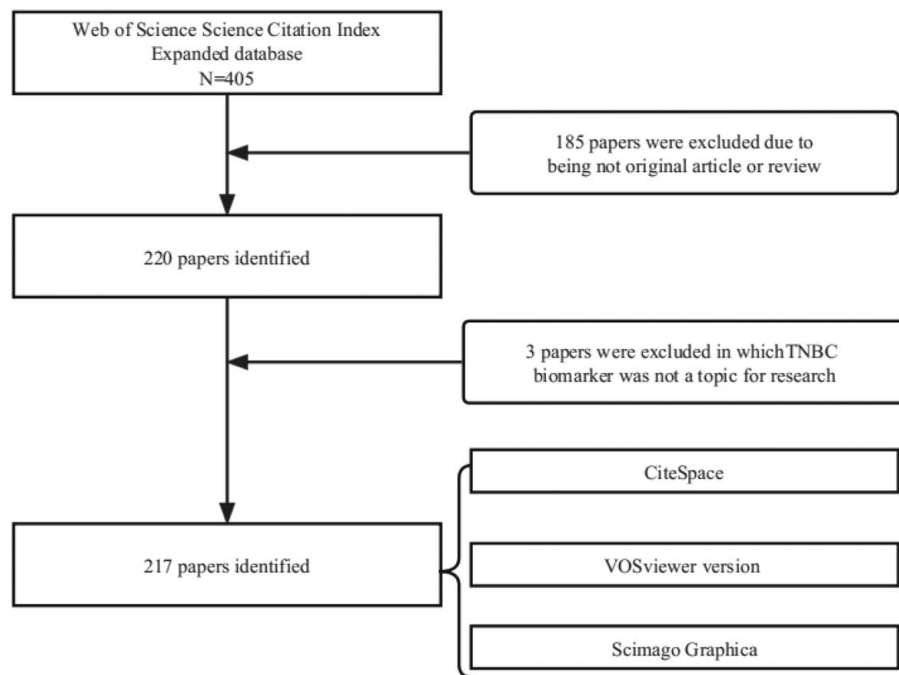 Web of Science Science Citation Index
Expanded database
N=405
185 papers were excluded due to
being not original article or review
220 papers identified
3 papers were excluded in whichTNBC
biomarker was not a topic for research
217 papers identified
CiteSpace
VOSviewer version
Scimago Graphica